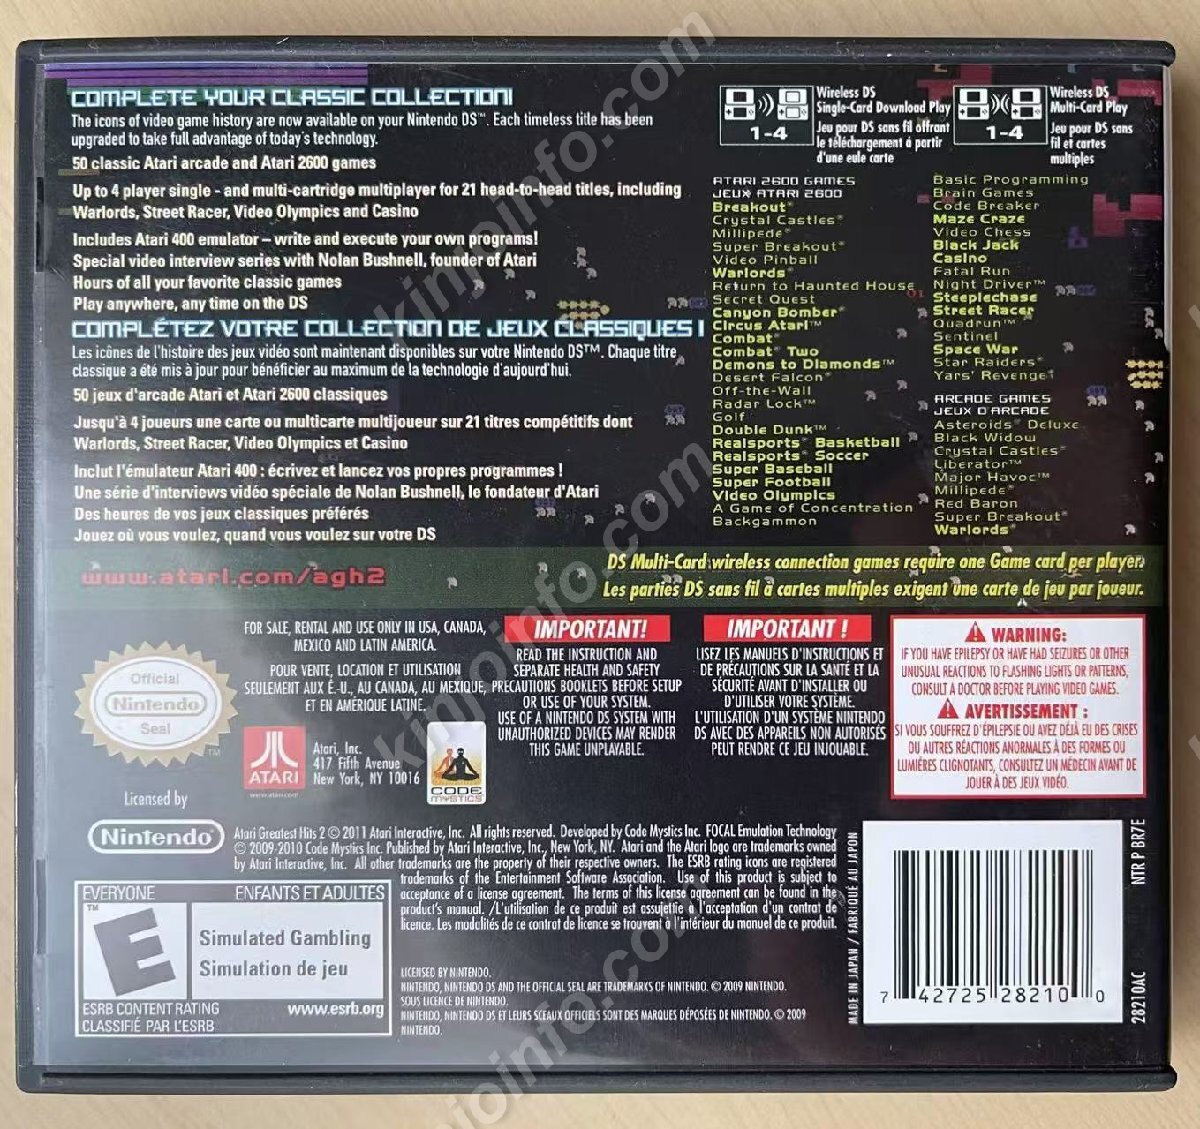 COMPLETE YOUR CLASSIC COLLECTION!
The icons of video game history are now available on your Nintendo DS™. Each timeless title has been
upgraded to take full advantage of today's technology.
50 classic Atari arcade and Atari 2600 games
Up to 4 player single - and multi-cartridge multiplayer for 21 head-to-head titles, including
Warlords, Street Racer, Video Olympics and Casino
Includes Atari 400 emulator – write and execute your own programs!
Special video interview series with Nolan Bushnell, founder of Atari
Hours of all your favorite classic games
Play anywhere, any time on the DS
COMPLÉTEZ VOTRE COLLECTION DE JEUX CLASSIQUES !
Les icônes de l'histoire des jeux vidéo sont maintenant disponibles sur votre Nintendo DS™. Chaque titre
classique a été mis à jour pour bénéficier au maximum de la technologie d'aujourd'hui.
50 jeux d'arcade Atari et Atari 2600 classiques
Jusqu'à 4 joueurs une carte ou multicarte multijoueur sur 21 titres compétitifs dont
Warlords, Street Racer, Video Olympics et Casino
Inclut l'émulateur Atari 400 : écrivez et lancez vos propres programmes !
Une série d'interviews vidéo spéciale de Nolan Bushnell, le fondateur d'Atari
Des heures de vos jeux classiques préférés
Jouez où vous voulez, quand vous voulez sur votre DS
www.atari.com/agh2
1-4
Wireless DS
Single-Card Download Play
Jeu pour DS sans fil offrant
le téléchargement à partir
d'une eule carte
1-4
Wireless DS
Multi-Card Play
Jeu pour DS sans
fil et cartes
multiples
ATARI 2600 GAMES
JEUX ATARI 2600
Breakout®
Crystal Castles®
Millipede®
Super Breakout®
Video Pinball
Warlords®
Return to Haunted House
Secret Quest
Canyon Bomber®
Circus Atari™
Combat®
Combat® Two
Demons to Diamonds™
Desert Falcon®
Off-the-Wall
Radar Lock™
Golf
Double Dunk™
Realsports® Basketball
Realsports® Soccer
Super Baseball
Super Football
Video Olympics
A Game of Concentration
Backgammon
Basic Programming
Brain Games
Code Breaker
Maze Craze
Video Chess
Black Jack
Casino
Fatal Run
Night Driver™
Steeplechase
Street Racer
Quadrun™
Sentinel
Space War
Star Raiders®
Yars' Revenge®
ARCADE GAMES
JEUX D'ARCADE
Asteroids® Deluxe
Black Widow
Crystal Castles®
Liberator™
Major Havoc™
Millipede®
Red Baron
Super Breakout®
Warlords®
DS Multi-Card wireless connection games require one Game card per player.
Les parties DS sans fil à cartes multiples exigent une carte de jeu par joueur.
FOR SALE, RENTAL AND USE ONLY IN USA, CANADA,
MEXICO AND LATIN AMERICA.
POUR VENTE, LOCATION ET UTILISATION
SEULEMENT AUX É.-U., AU CANADA, AU MEXIQUE,
ET EN AMÉRIQUE LATINE.
Official
Nintendo
Seal
™
ATARI
www.atari.com
Atari, Inc.
417 Fifth Avenue
New York, NY 10016
CODE
MYSTICS
IMPORTANT!
READ THE INSTRUCTION AND
SEPARATE HEALTH AND SAFETY
PRECAUTIONS BOOKLETS BEFORE SETUP
OR USE OF YOUR SYSTEM.
USE OF A NINTENDO DS SYSTEM WITH
UNAUTHORIZED DEVICES MAY RENDER
THIS GAME UNPLAYABLE.
IMPORTANT !
LISEZ LES MANUELS D'INSTRUCTIONS ET
DE PRÉCAUTIONS SUR LA SANTÉ ET LA
SÉCURITÉ AVANT D'INSTALLER OU
D'UTILISER VOTRE SYSTÈME.
L'UTILISATION D'UN SYSTÈME NINTENDO
DS AVEC DES APPAREILS NON AUTORISÉS
PEUT RENDRE CE JEU INJOUABLE.
WARNING:
IF YOU HAVE EPILEPSY OR HAVE HAD SEIZURES OR OTHER
UNUSUAL REACTIONS TO FLASHING LIGHTS OR PATTERNS,
CONSULT A DOCTOR BEFORE PLAYING VIDEO GAMES.
AVERTISSEMENT :
SI VOUS SOUFFREZ D'ÉPILEPSIE OU AVEZ DÉJÀ EU DES CRISES
OU AUTRES RÉACTIONS ANORMALES À DES FORMES OU
LUMIÈRES CLIGNOTANTS, CONSULTEZ UN MÉDECIN AVANT DE
JOUER À DES JEUX VIDÉO.
Licensed by
Nintendo®
Atari Greatest Hits 2 © 2011 Atari Interactive, Inc. All rights reserved. Developed by Code Mystics Inc. FOCAL Emulation Technology
© 2009-2010 Code Mystics Inc. Published by Atari Interactive, Inc., New York, NY. Atari and the Atari logo are trademarks owned
by Atari Interactive, Inc. All other trademarks are the property of their respective owners. The ESRB rating icons are registered
trademarks of the Entertainment Software Association. Use of this product is subject to
acceptance of a license agreement. The terms of this license agreement can be found in the
product's manual. /L'utilisation de ce produit est assujettie à l'acceptation d'un contrat de
licence. Les modalités de ce contrat de licence se trouvent à l'intérieur du manuel de ce produit.
EVERYONE ENFANTS ET ADULTES
™
E
Simulated Gambling
Simulation de jeu
ESRB CONTENT RATING www.esrb.org
CLASSIFIÉ PAR L'ESRB
LICENSED BY NINTENDO.
NINTENDO, NINTENDO DS AND THE OFFICIAL SEAL ARE TRADEMARKS OF NINTENDO. © 2009 NINTENDO.
SOUS LICENCE DE NINTENDO.
NINTENDO, NINTENDO DS ET LEURS SCEAUX OFFICIELS SONT DES MARQUES DÉPOSÉES DE NINTENDO. © 2009
NINTENDO.
MADE IN JAPAN / FABRIQUÉ AU JAPON
7 42725 28210 0
NTR P BR7E
28210AC
kinjoinfo.com
kinjoinfo.com
kinjoinfo.com
kinjoinfo.com